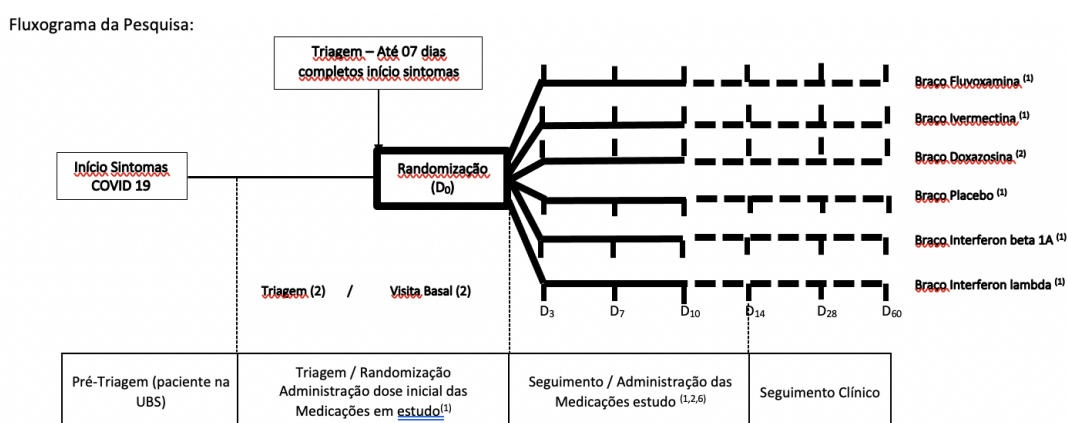 Fluxograma da Pesquisa:
Triagem – Até 07 dias
completos início sintomas
Início Sintomas
COVID 19
Randomização
(D0)
Braço Fluvoxamina (1)
Braço Ivermectina (1)
Braço Doxazosina (2)
Braço Placebo (1)
Braço Interferon beta 1A (1)
Braço Interferon lambda (1)
Triagem (2) / Visita Basal (2)
D3 D7 D10 D14 D28 D60
Pré-Triagem (paciente na
UBS)
Triagem / Randomização
Administração dose inicial das
Medicações em estudo(1)
Seguimento / Administração das
Medicações estudo (1,2,6)
Seguimento Clínico